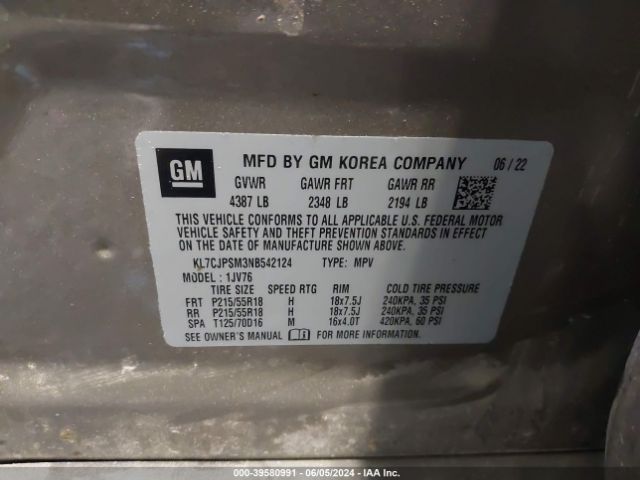 GM
MFD BY GM KOREA COMPANY 06 / 22
GVWR GAWR FRT GAWR RR
4387 LB 2348 LB 2194 LB
THIS VEHICLE CONFORMS TO ALL APPLICABLE U.S. FEDERAL MOTOR
VEHICLE SAFETY AND THEFT PREVENTION STANDARDS IN EFFECT
ON THE DATE OF MANUFACTURE SHOWN ABOVE.
KL7CJPSM3NB542124 TYPE: MPV
MODEL: 1JV76
TIRE SIZE SPEED RTG RIM COLD TIRE PRESSURE
FRT P215/55R18 H 18x7.5J 240KPA, 35 PSI
RR P215/55R18 H 18x7.5J 240KPA, 35 PSI
SPA T125/70D16 M 16x4.0T 420KPA, 60 PSI
SEE OWNER'S MANUAL FOR MORE INFORMATION.
000-39580991 - 06/05/2024 - IAA Inc.